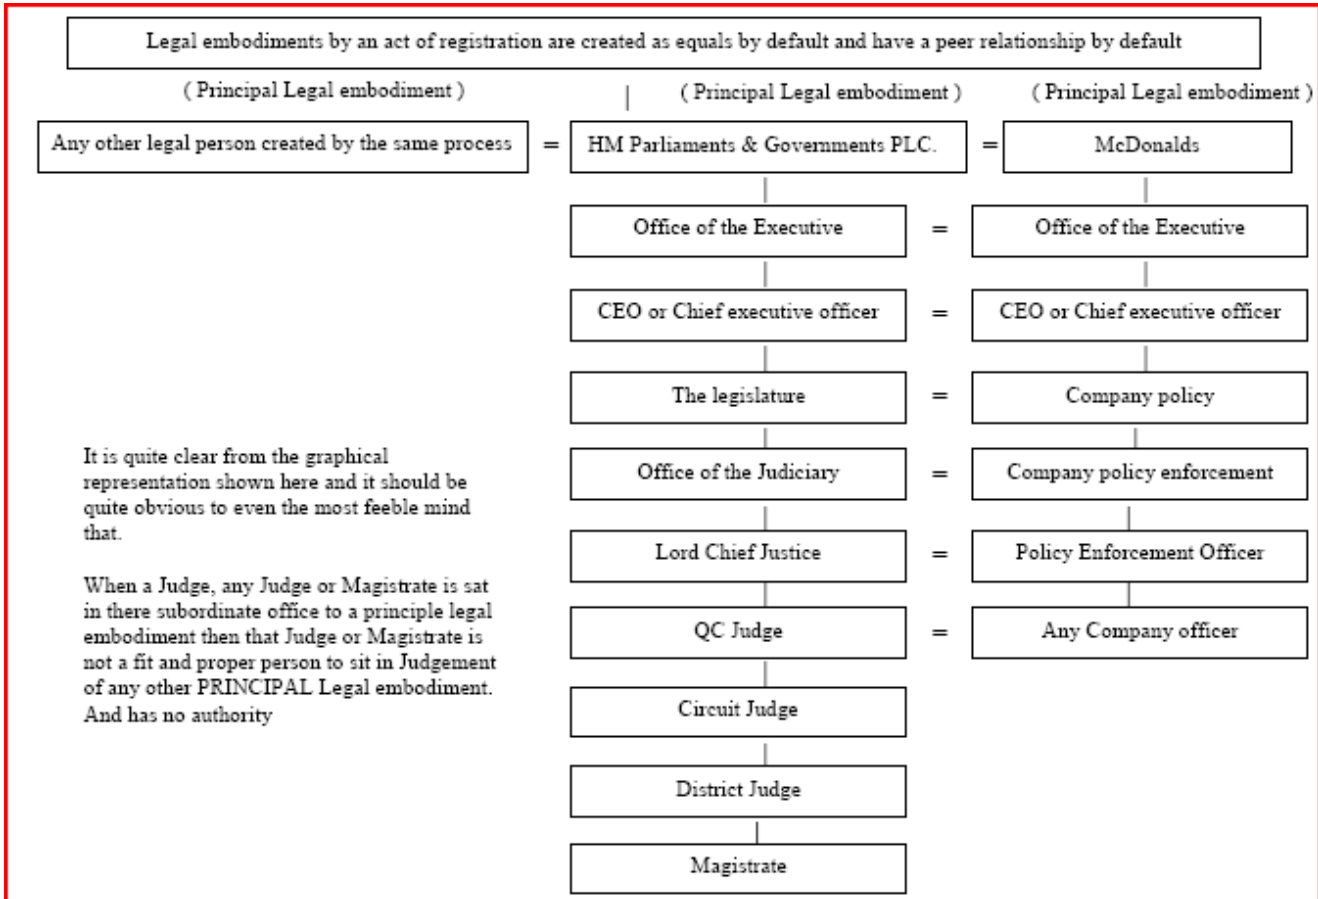 Legal embodiments by an act of registration are created as equals by default and have a peer relationship by default
( Principal Legal embodiment ) | ( Principal Legal embodiment ) ( Principal Legal embodiment )
Any other legal person created by the same process = HM Parliaments & Governments PLC. = McDonalds
Office of the Executive = Office of the Executive
CEO or Chief executive officer = CEO or Chief executive officer
The legislature = Company policy
Office of the Judiciary = Company policy enforcement
Lord Chief Justice = Policy Enforcement Officer
QC Judge = Any Company officer
Circuit Judge
District Judge
Magistrate
It is quite clear from the graphical
representation shown here and it should be
quite obvious to even the most feeble mind
that.
When a Judge, any Judge or Magistrate is sat
in there subordinate office to a principle legal
embodiment then that Judge or Magistrate is
not a fit and proper person to sit in Judgement
of any other PRINCIPAL Legal embodiment.
And has no authority